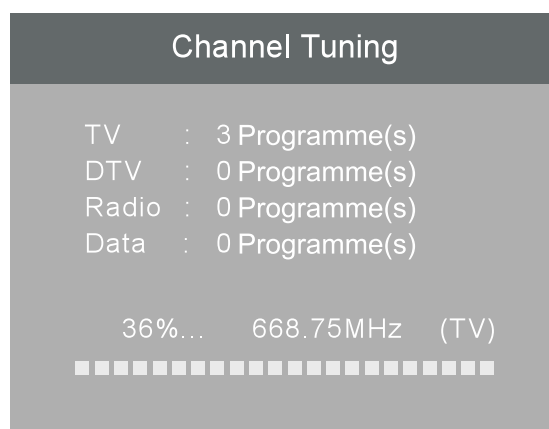 Channel Tuning
TV : 3 Programme(s)
DTV : 0 Programme(s)
Radio : 0 Programme(s)
Data : 0 Programme(s)
36%... 668.75MHz (TV)